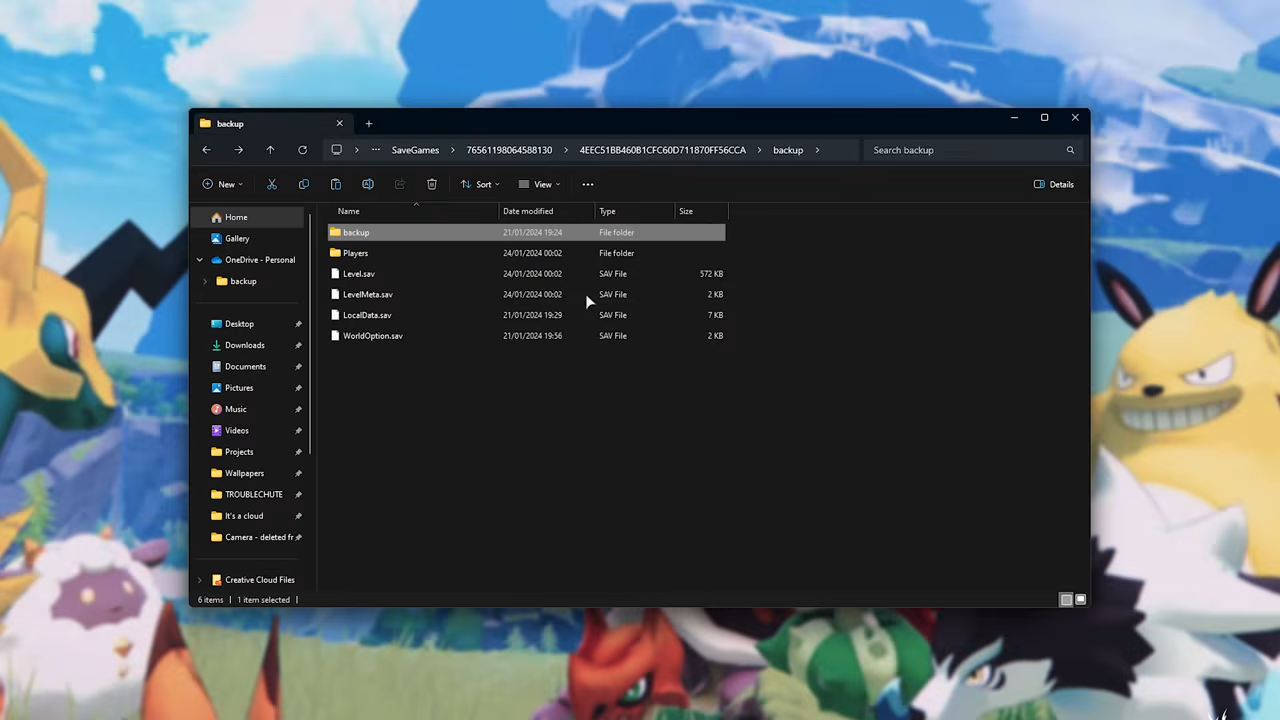 backup
SaveGames > 76561198064588130 > 4EEC51BB460B1CFC60D711870FF56CCA > backup >
Search backup
New
Sort
View
Details
Name Date modified Type Size
backup 21/01/2024 19:24 File folder
Players 24/01/2024 00:02 File folder
Level.sav 24/01/2024 00:02 SAV File 572 KB
LevelMeta.sav 24/01/2024 00:02 SAV File 2 KB
LocalData.sav 21/01/2024 19:29 SAV File 7 KB
WorldOption.sav 21/01/2024 19:56 SAV File 2 KB
Home
Gallery
OneDrive - Personal
backup
Desktop
Downloads
Documents
Pictures
Music
Videos
Projects
Wallpapers
TROUBLECHUTE
It's a cloud
Camera - deleted fr
Creative Cloud Files
6 items | 1 item selected |